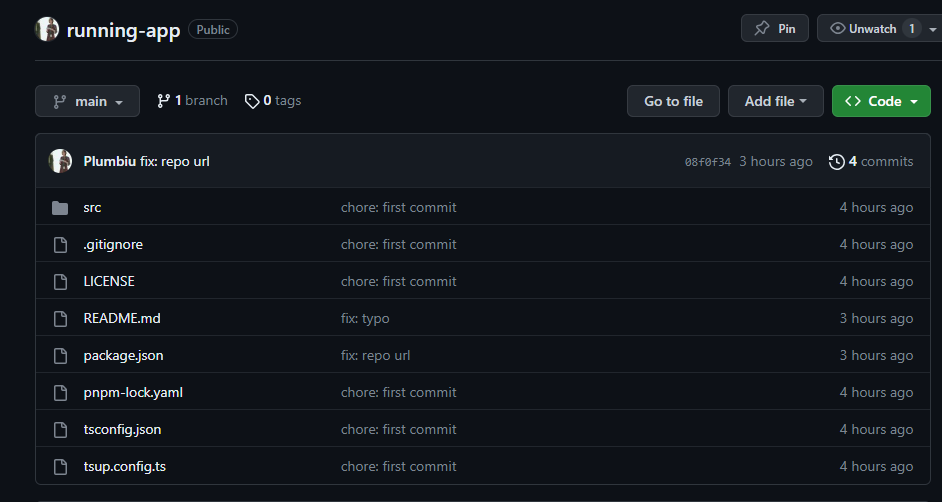 running-app Public Pin Unwatch 1
main 1 branch 0 tags Go to file Add file Code
Plumbiu fix: repo url 08f0f34 3 hours ago 4 commits
src chore: first commit 4 hours ago
.gitignore chore: first commit 4 hours ago
LICENSE chore: first commit 4 hours ago
README.md fix: typo 3 hours ago
package.json fix: repo url 3 hours ago
pnpm-lock.yaml chore: first commit 4 hours ago
tsconfig.json chore: first commit 4 hours ago
tsup.config.ts chore: first commit 4 hours ago